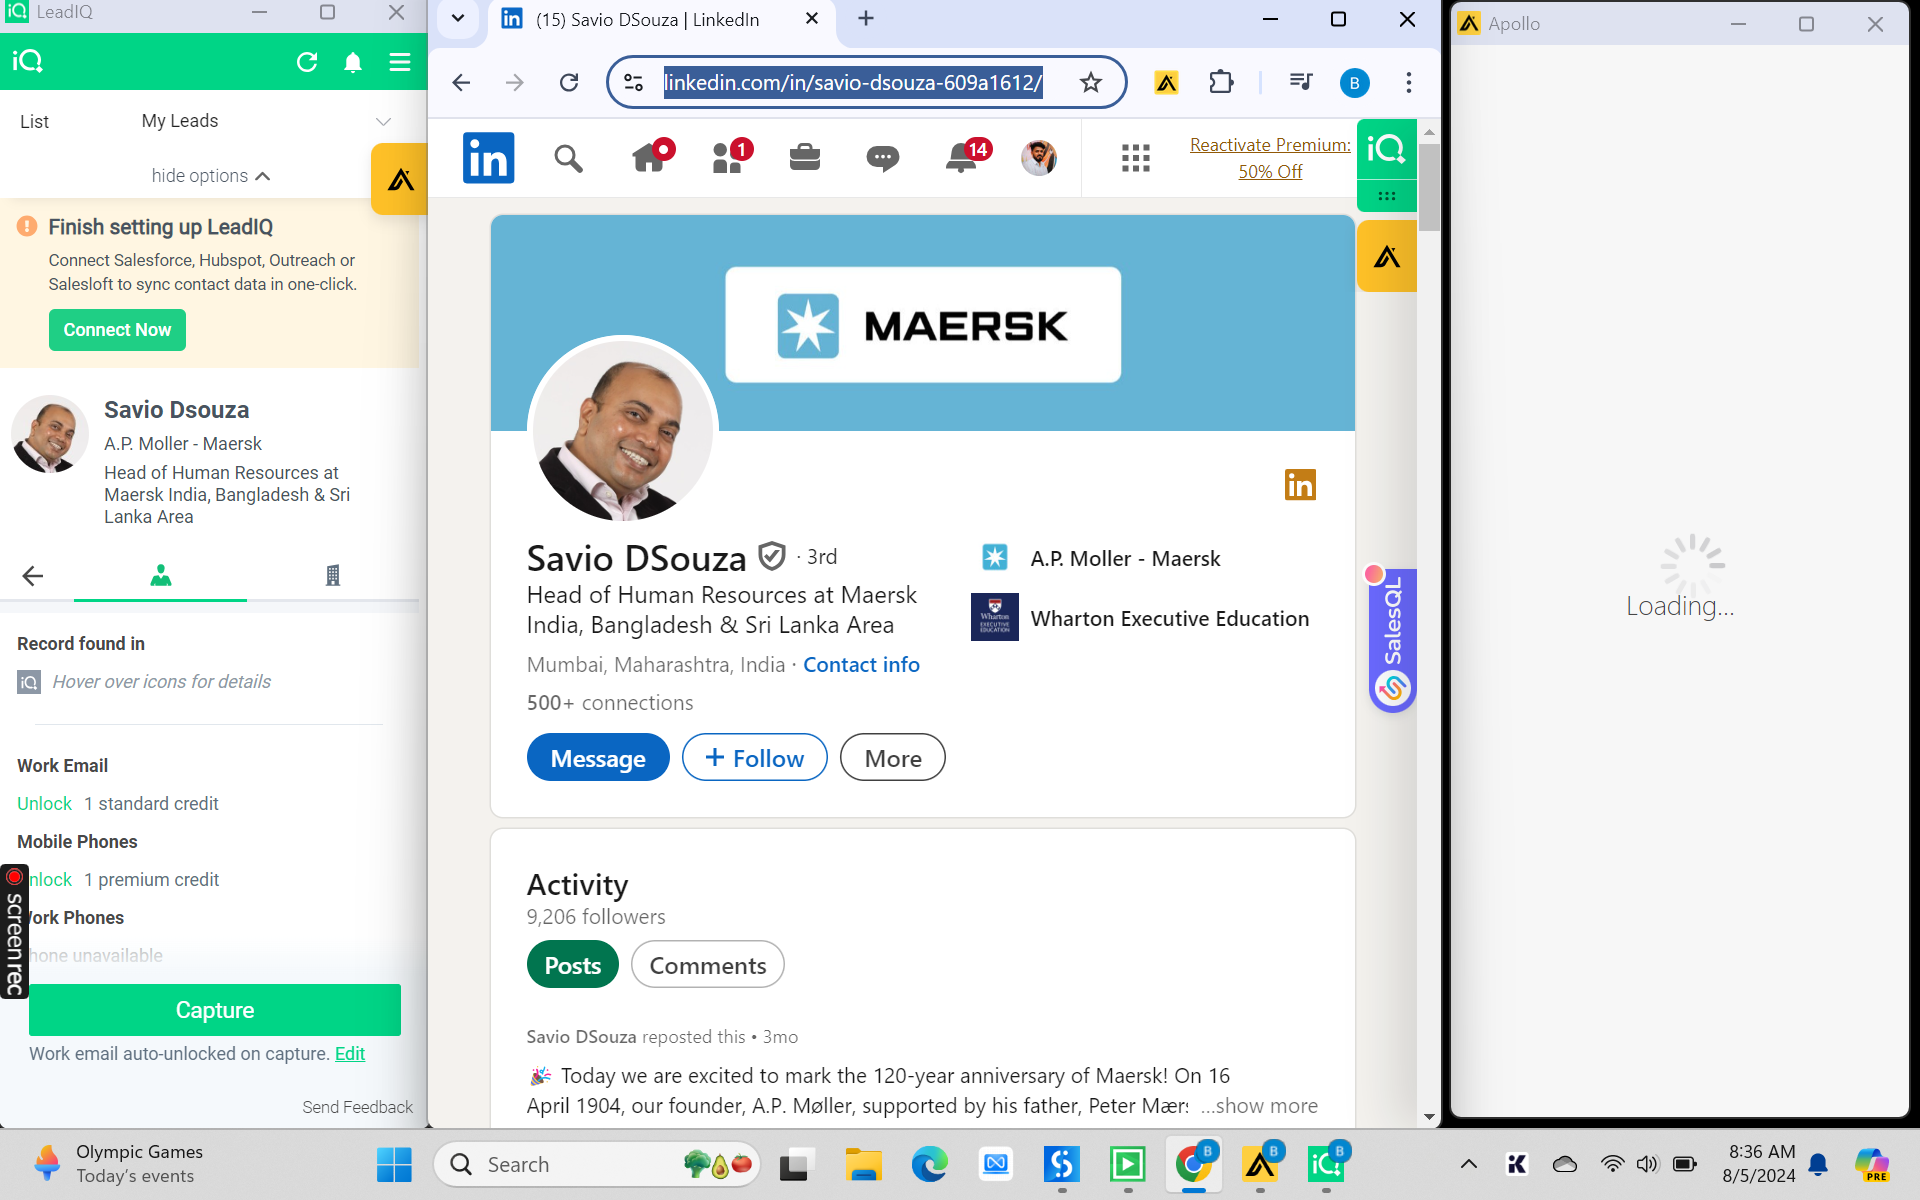 LeadIQ
iQ
List
My Leads
hide options
Finish setting up LeadIQ
Connect Salesforce, Hubspot, Outreach or
Salesloft to sync contact data in one-click.
Connect Now
Savio Dsouza
A.P. Moller - Maersk
Head of Human Resources at
Maersk India, Bangladesh & Sri
Lanka Area
Record found in
iQ Hover over icons for details
Work Email
Unlock 1 standard credit
Mobile Phones
nlock 1 premium credit
ork Phones
hone unavailable
Capture
Work email auto-unlocked on capture. Edit
Send Feedback
screen rec
(15) Savio DSouza | LinkedIn
linkedin.com/in/savio-dsouza-609a1612/
B
in
1
14
Reactivate Premium:
50% Off
iQ
MAERSK
in
Savio DSouza · 3rd
Head of Human Resources at Maersk
India, Bangladesh & Sri Lanka Area
Mumbai, Maharashtra, India · Contact info
500+ connections
Message
+ Follow
More
A.P. Moller - Maersk
Wharton Executive Education
SalesQL
Activity
9,206 followers
Posts
Comments
Savio DSouza reposted this • 3mo
🎉 Today we are excited to mark the 120-year anniversary of Maersk! On 16
April 1904, our founder, A.P. Møller, supported by his father, Peter Mærs ...show more
Apollo
Loading...
Olympic Games
Today's events
Search
B
B
B
8:36 AM
8/5/2024
PRE